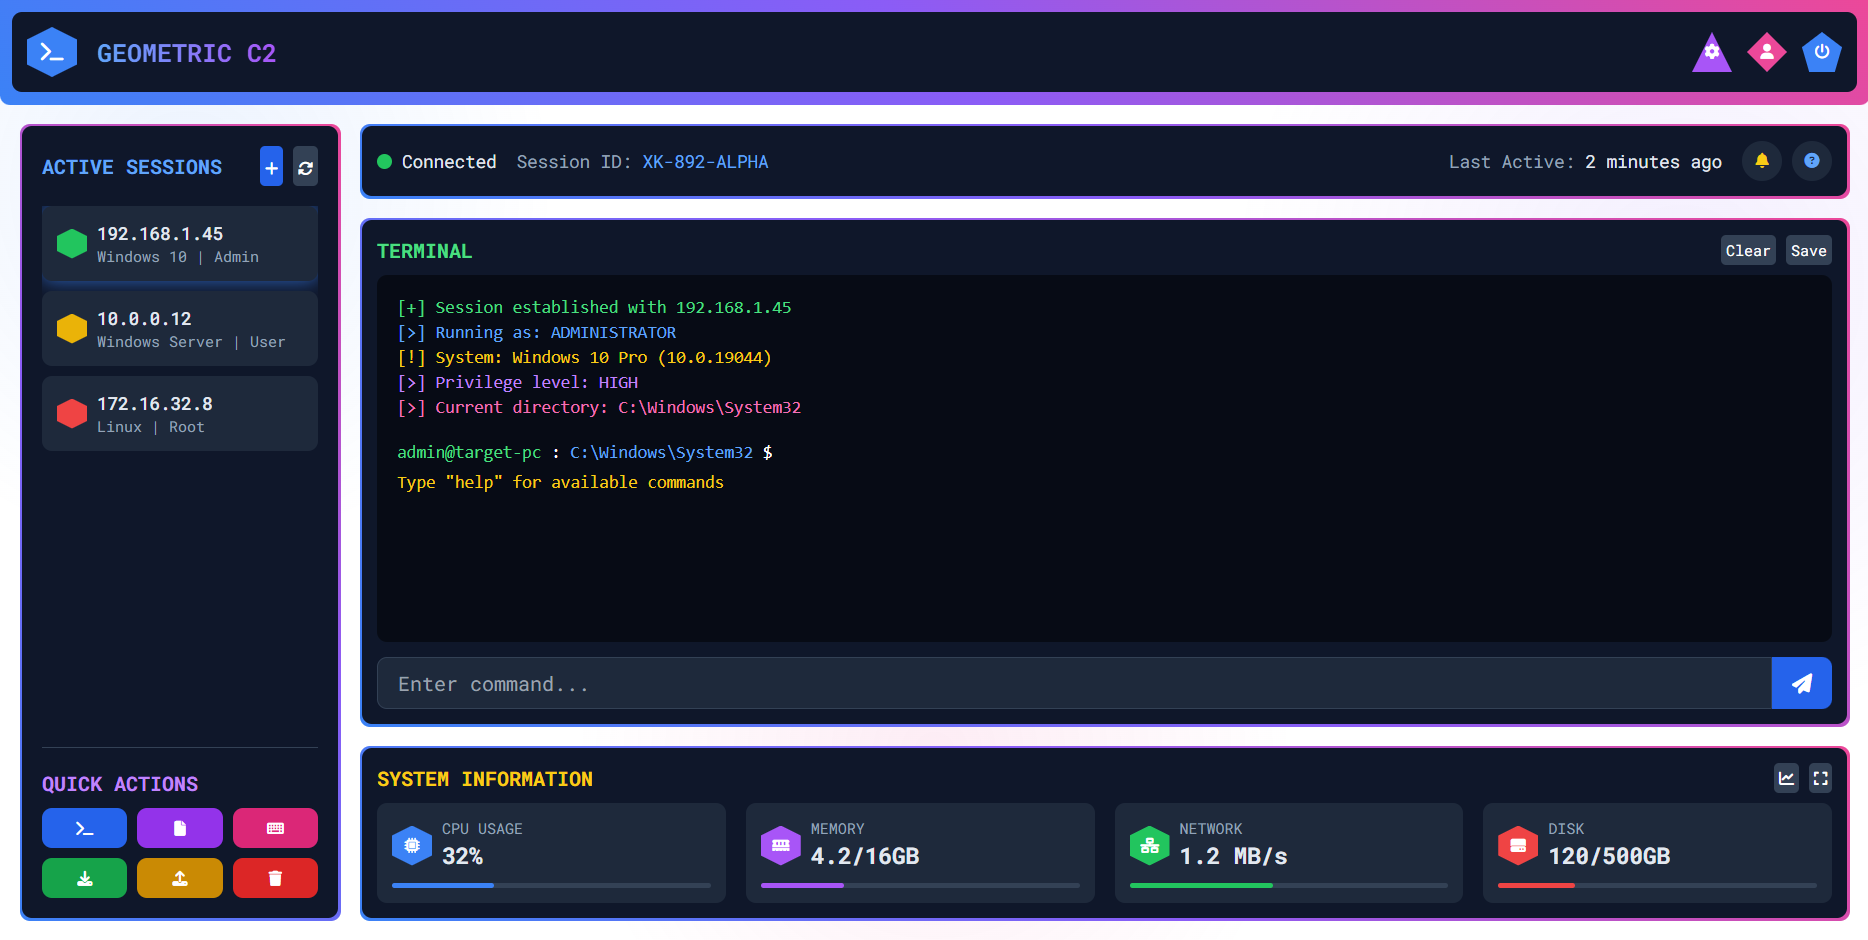 GEOMETRIC C2
ACTIVE SESSIONS
192.168.1.45
Windows 10 | Admin
10.0.0.12
Windows Server | User
172.16.32.8
Linux | Root
QUICK ACTIONS
Connected Session ID: XK-892-ALPHA
Last Active: 2 minutes ago
TERMINAL
Clear Save
[+] Session established with 192.168.1.45
[>] Running as: ADMINISTRATOR
[!] System: Windows 10 Pro (10.0.19044)
[>] Privilege level: HIGH
[>] Current directory: C:\Windows\System32
admin@target-pc : C:\Windows\System32 $
Type "help" for available commands
Enter command...
SYSTEM INFORMATION
CPU USAGE
32%
MEMORY
4.2/16GB
NETWORK
1.2 MB/s
DISK
120/500GB